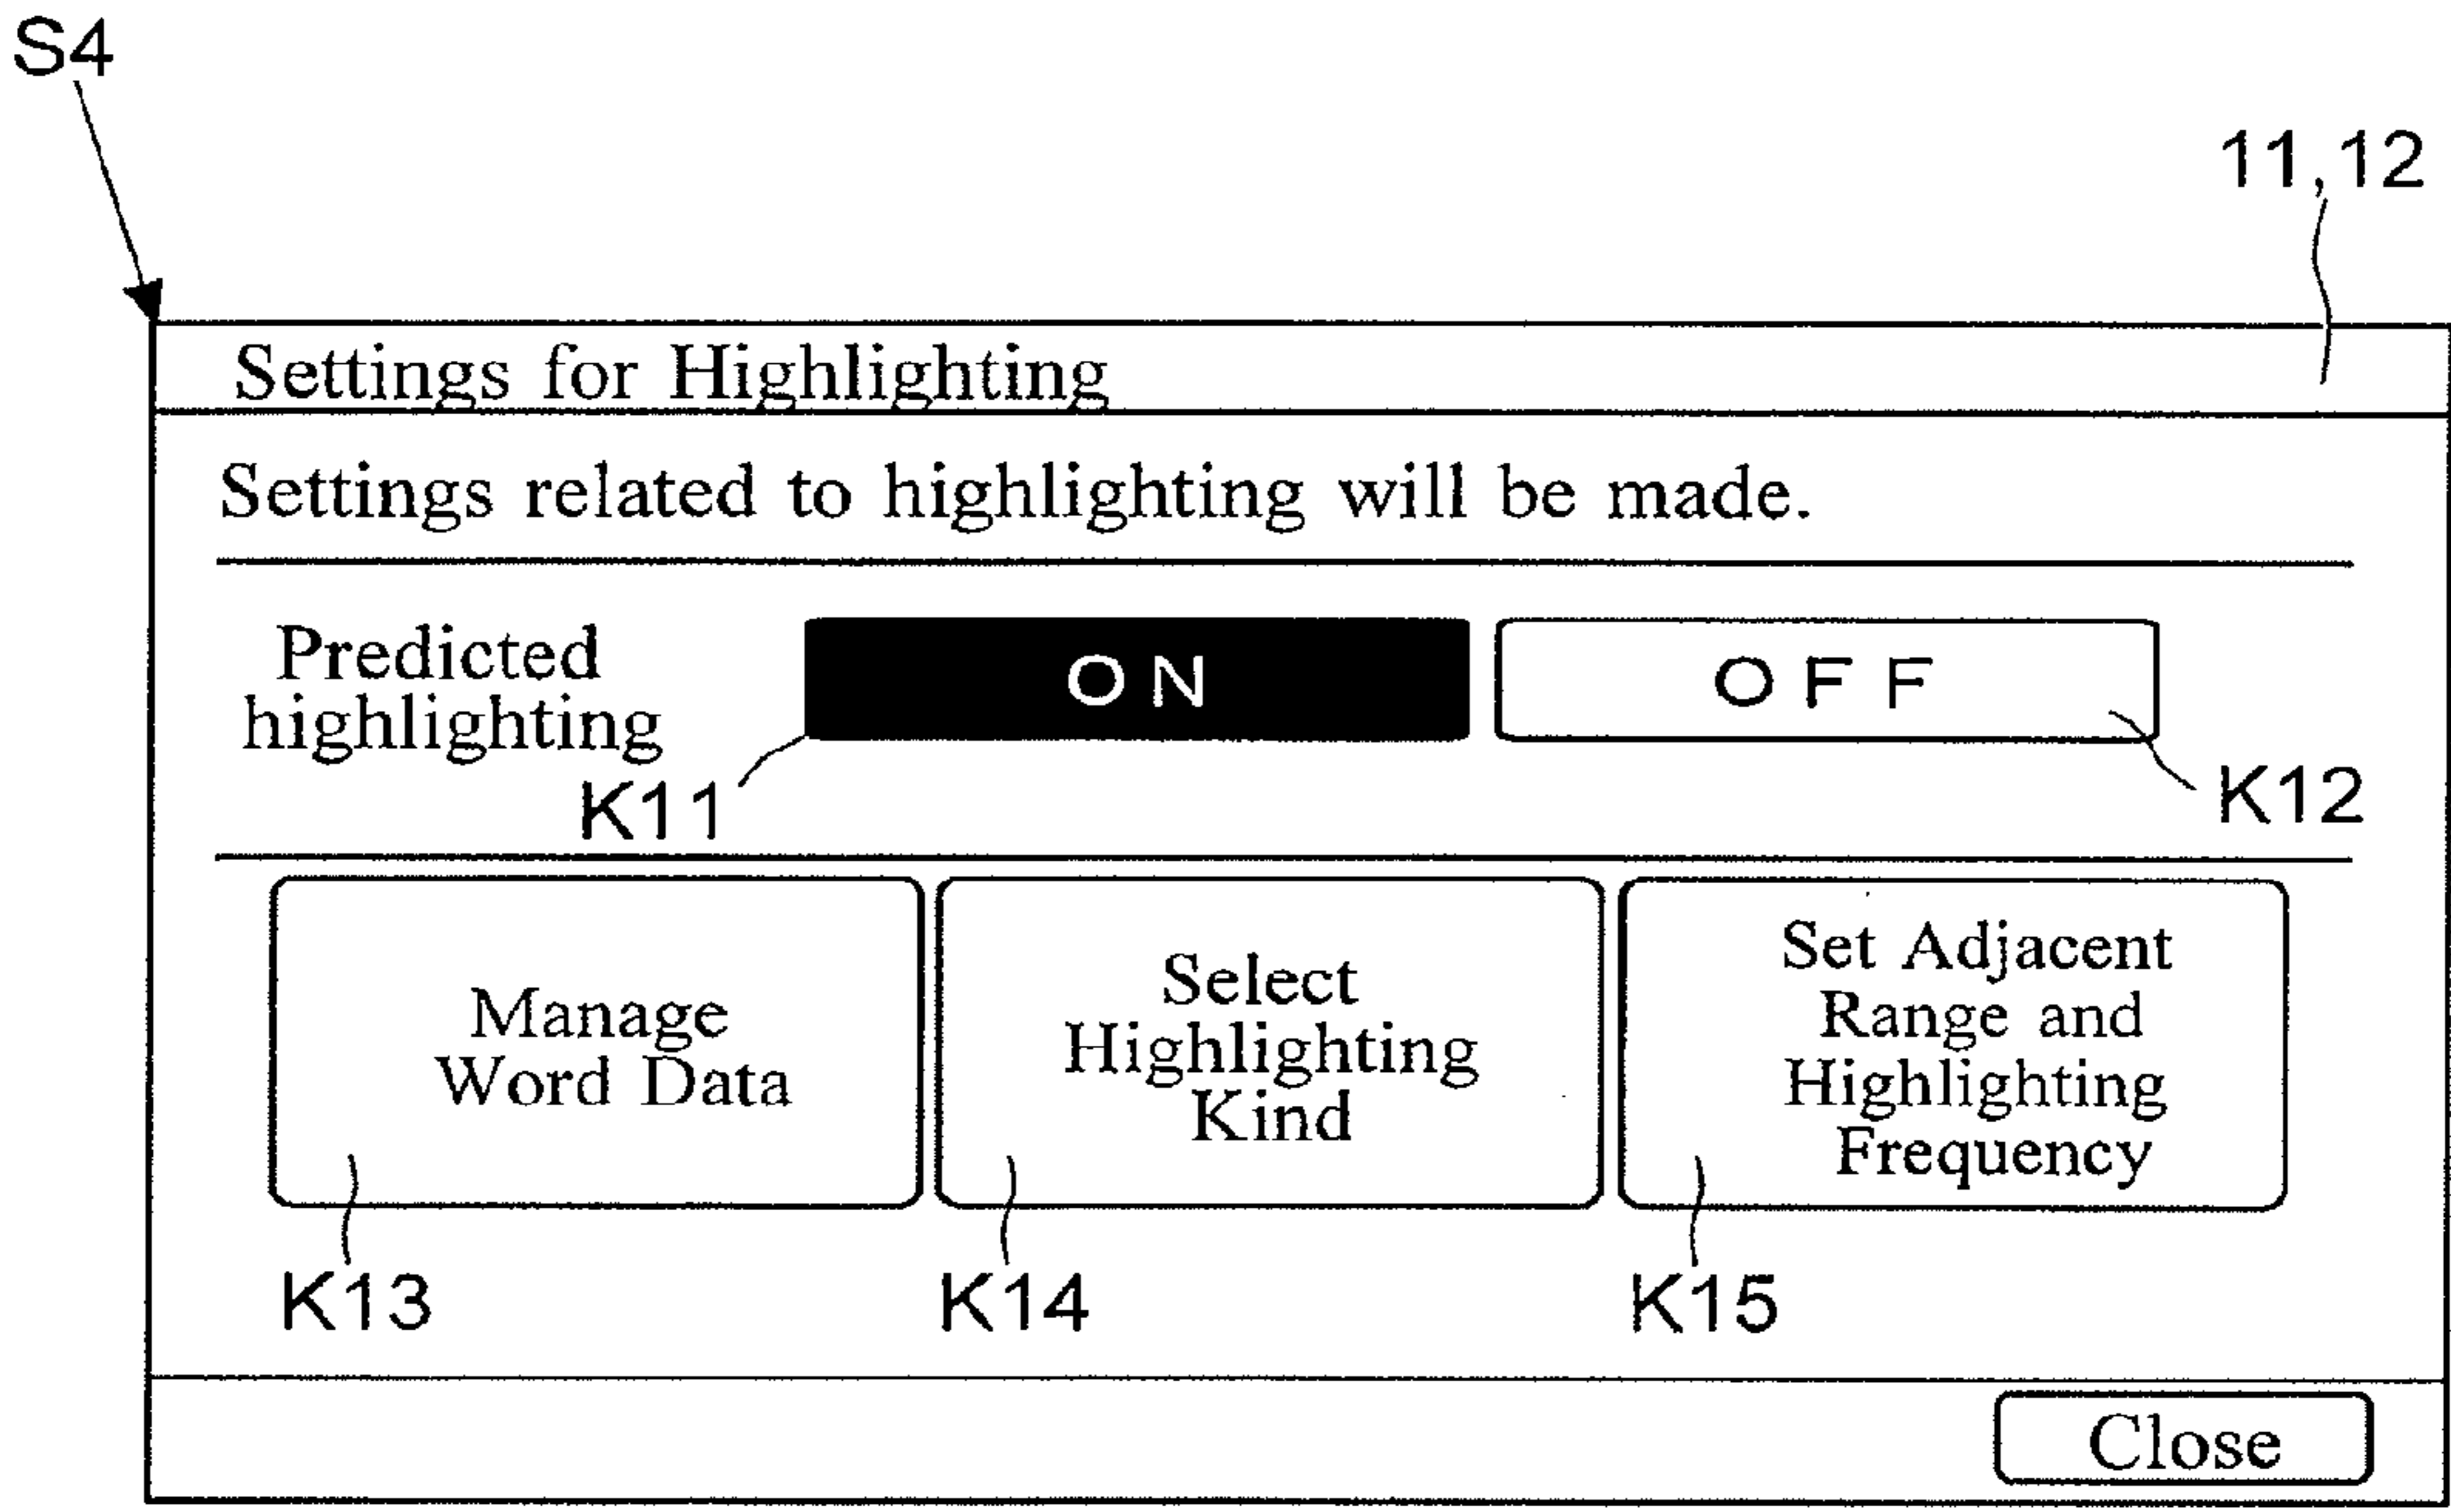 S4
11,12
Settings for Highlighting
Settings related to highlighting will be made.
Predicted
highlighting
ON
OFF
K11
K12
Manage
Word Data
Select
Highlighting
Kind
Set Adjacent
Range and
Highlighting
Frequency
K13
K14
K15
Close